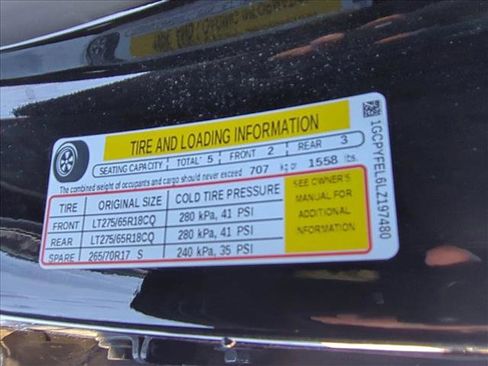 TIRE AND LOADING INFORMATION
SEATING CAPACITY TOTAL 5 FRONT 2 REAR 3
The combined weight of occupants and cargo should never exceed 707 kg or 1558 lbs.
TIRE ORIGINAL SIZE COLD TIRE PRESSURE
FRONT LT275/65R18CQ 280 kPa, 41 PSI
REAR LT275/65R18CQ 280 kPa, 41 PSI
SPARE 265/70R17 S 240 kPa, 35 PSI
SEE OWNER'S
MANUAL FOR
ADDITIONAL
INFORMATION
1GCPYFEL6LZ197480